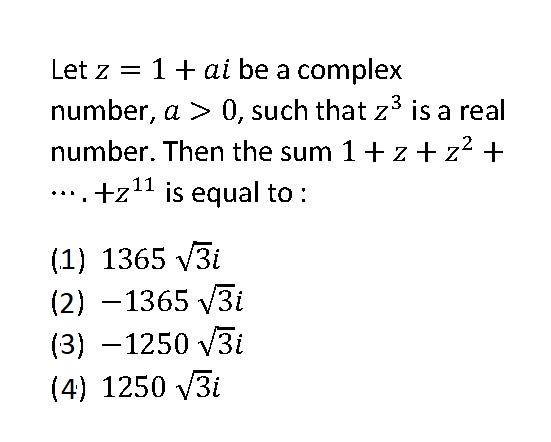 Let z = 1 + ai be a complex
number, a > 0, such that z³ is a real
number. Then the sum 1 + z + z² +
⋯. +z¹¹ is equal to :
(1) 1365 √3i
(2) −1365 √3i
(3) −1250 √3i
(4) 1250 √3i